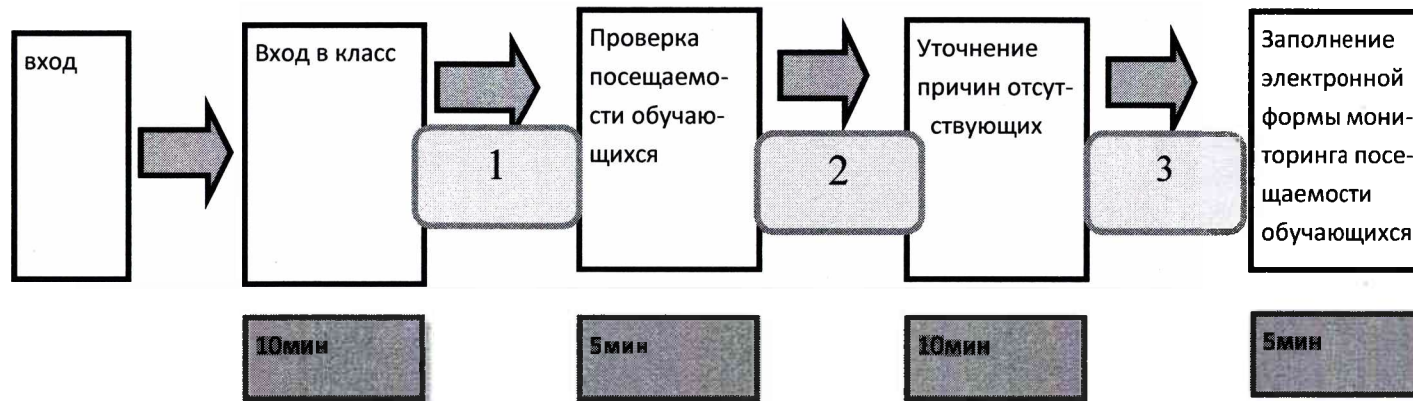 вход
Вход в класс
1
Проверка
посещаемо-
сти обучаю-
щихся
2
Уточнение
причин отсут-
ствующих
3
Заполнение
электронной
формы мони-
торинга посе-
щаемости
обучающихся
10мин
5мин
10мин
5мин